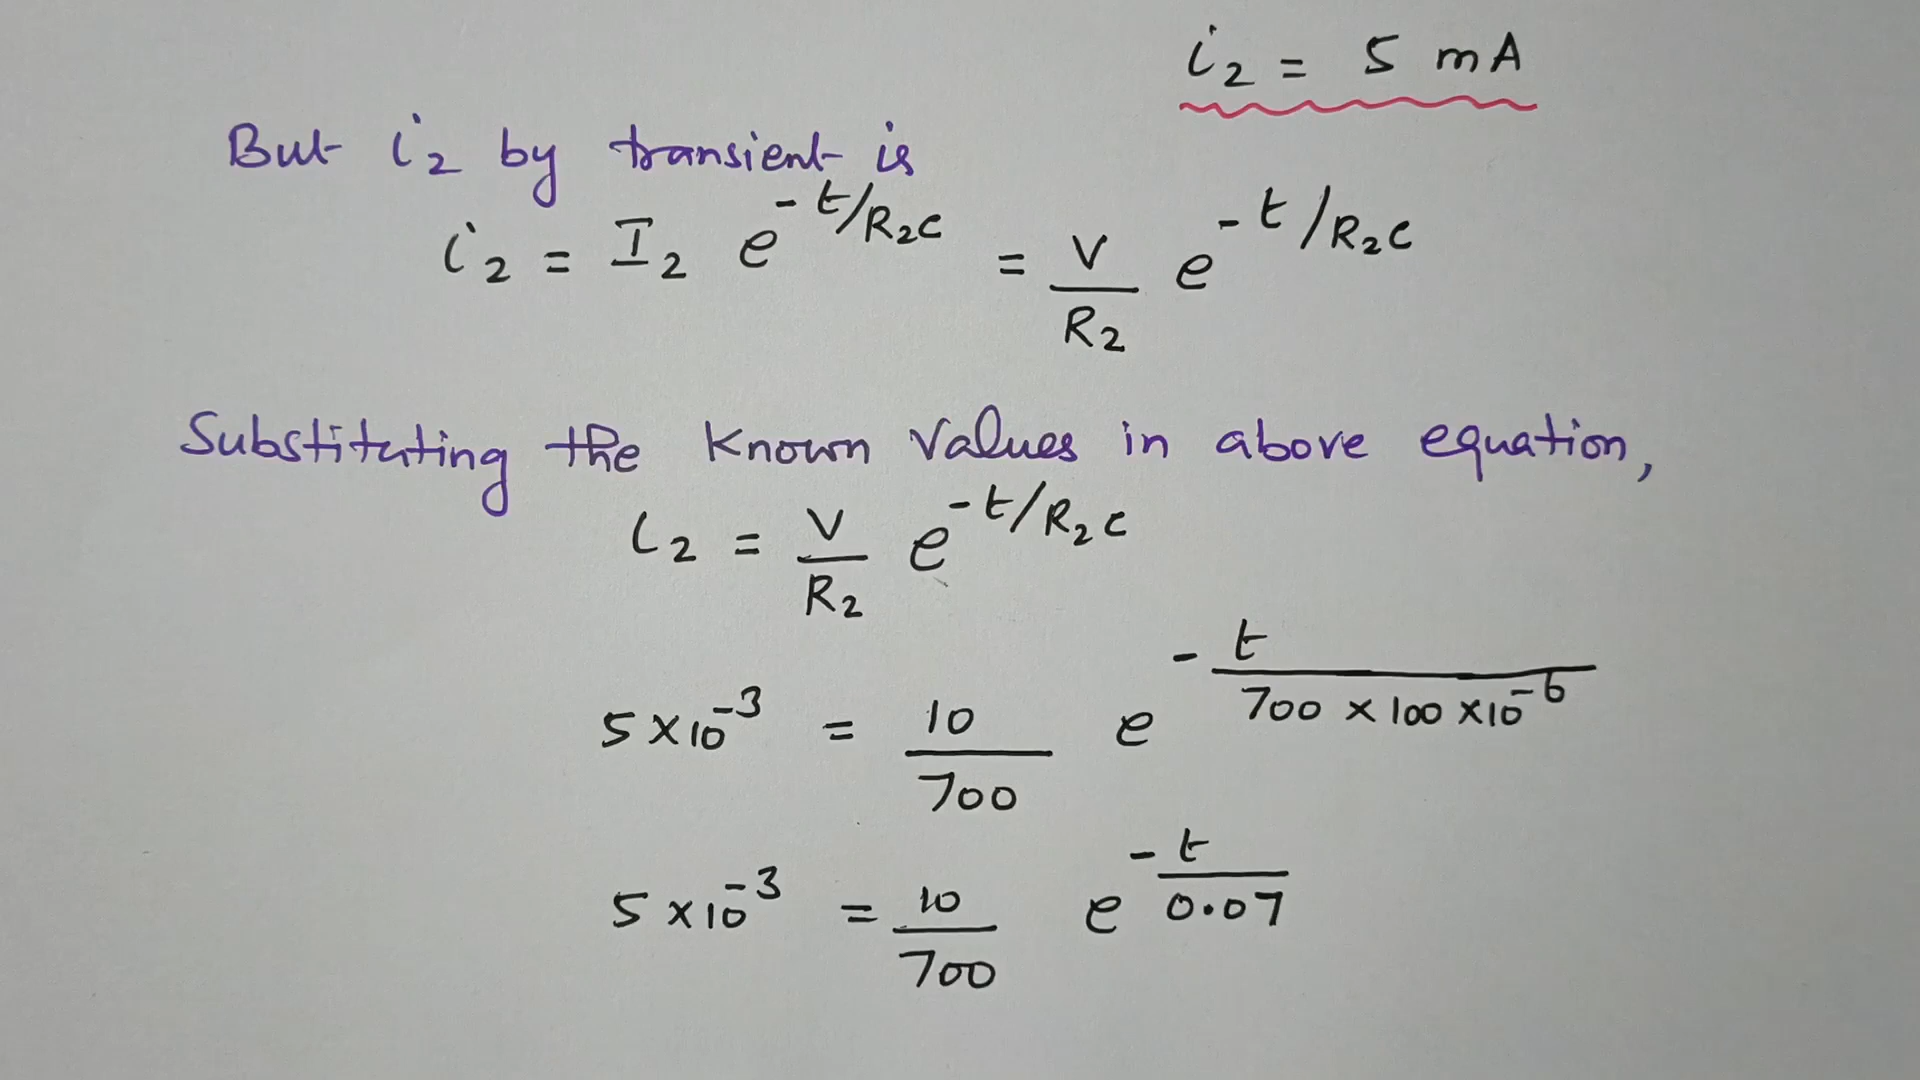 i₂ = 5 mA
But i₂ by transient is
i₂ = I₂ e^(-t/R₂C) = V/R₂ e^(-t/R₂C)
Substituting the known values in above equation,
i₂ = V/R₂ e^(-t/R₂C)
5×10⁻³ = 10/700 e^(-t/(700×100×10⁻⁶))
5×10⁻³ = 10/700 e^(-t/0.07)